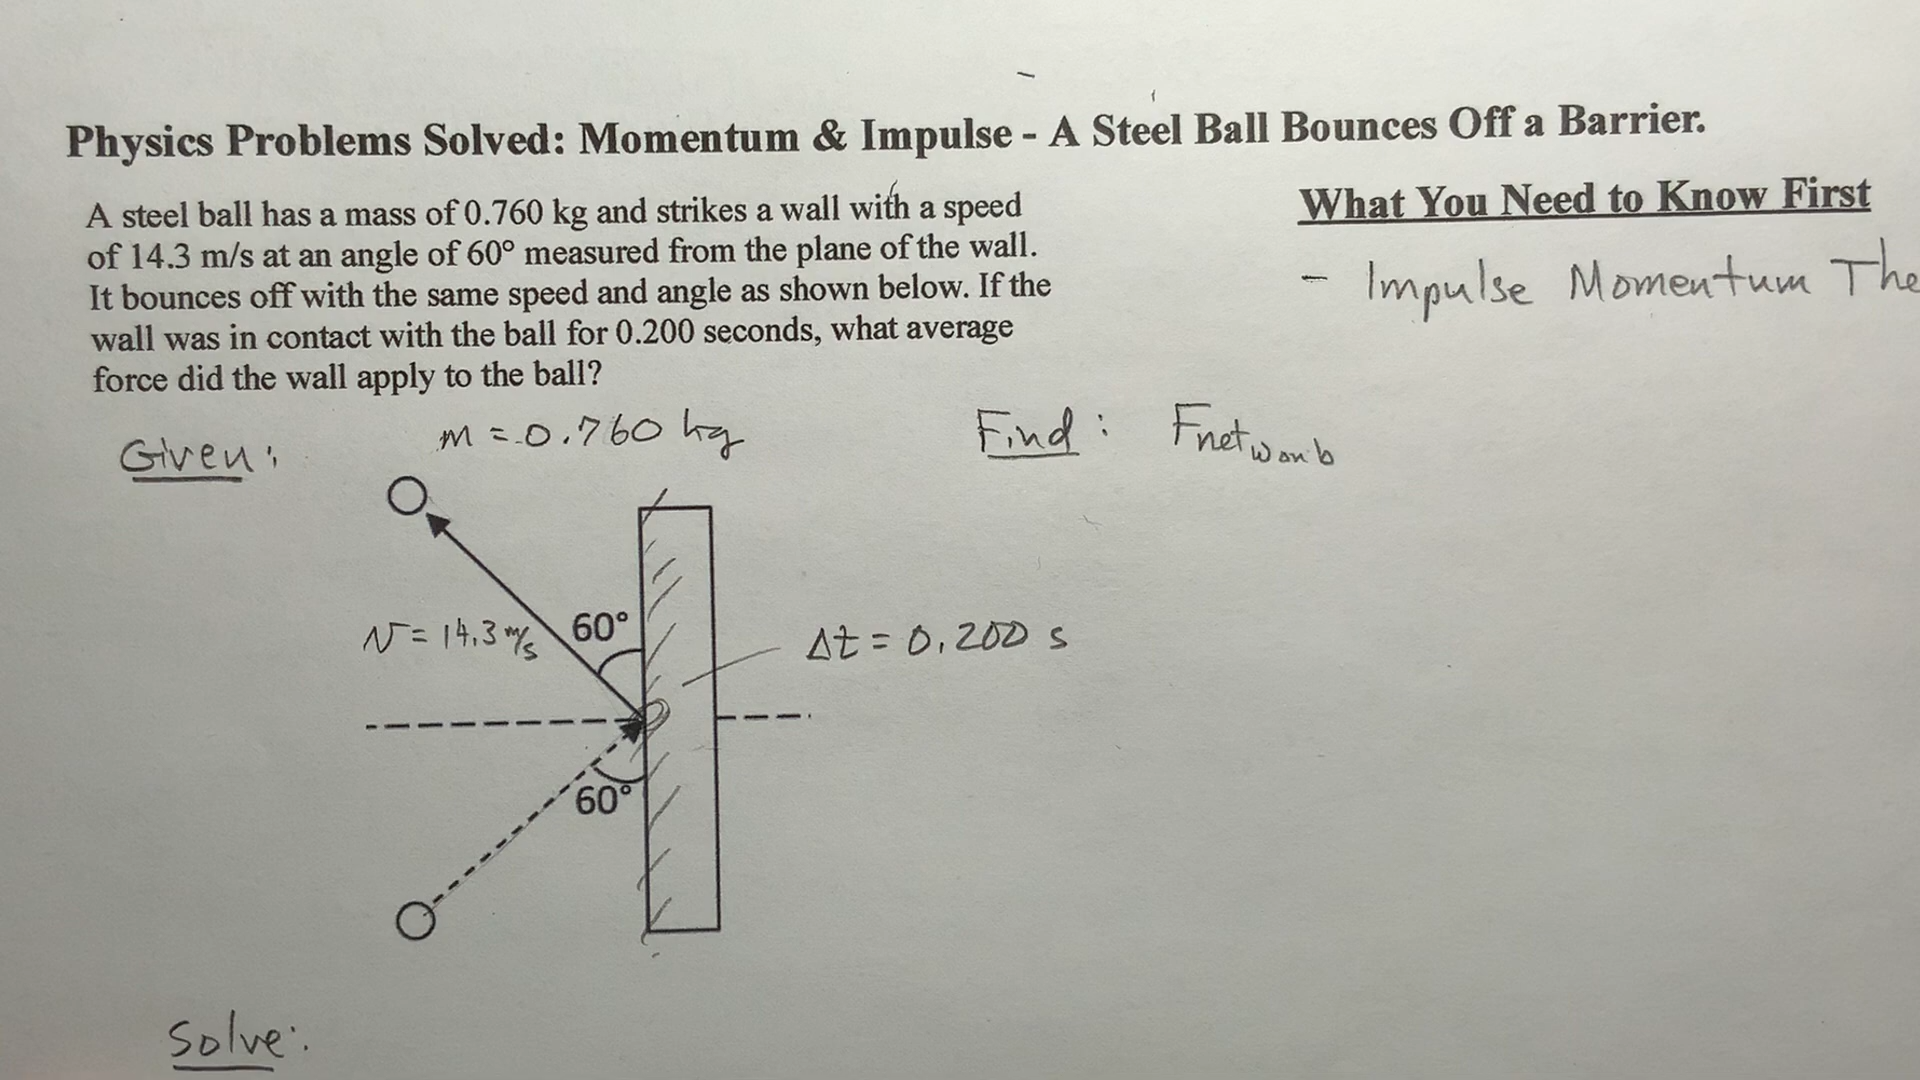 Physics Problems Solved: Momentum & Impulse - A Steel Ball Bounces Off a Barrier.
A steel ball has a mass of 0.760 kg and strikes a wall with a speed
of 14.3 m/s at an angle of 60° measured from the plane of the wall.
It bounces off with the same speed and angle as shown below. If the
wall was in contact with the ball for 0.200 seconds, what average
force did the wall apply to the ball?
What You Need to Know First
- Impulse Momentum The
Given:
m = 0.760 kg
Find: Fnet w on b
60°
v = 14.3 m/s
Δt = 0.200 s
60°
Solve: